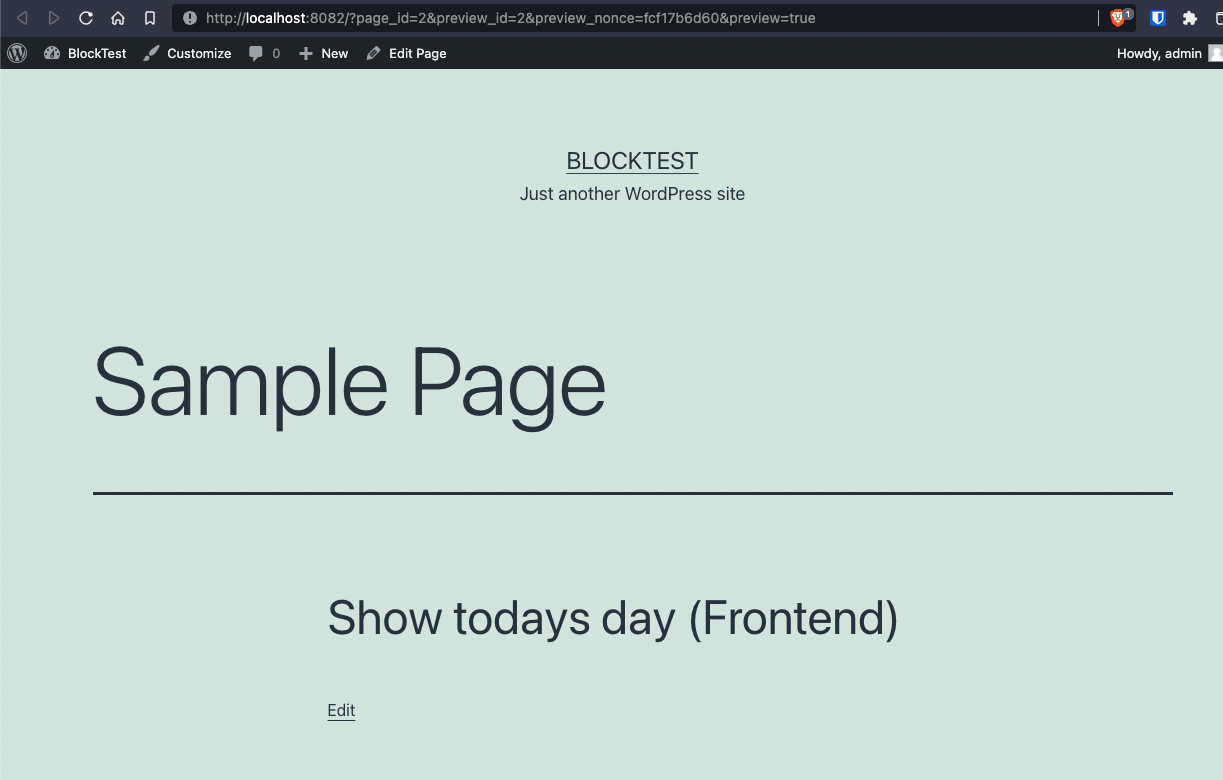 http://localhost:8082/?page_id=2&preview_id=2&preview_nonce=fcf17b6d60&preview=true 1
BlockTest Customize 0 New Edit Page Howdy, admin
BLOCKTEST
Just another WordPress site
Sample Page
Show todays day (Frontend)
Edit